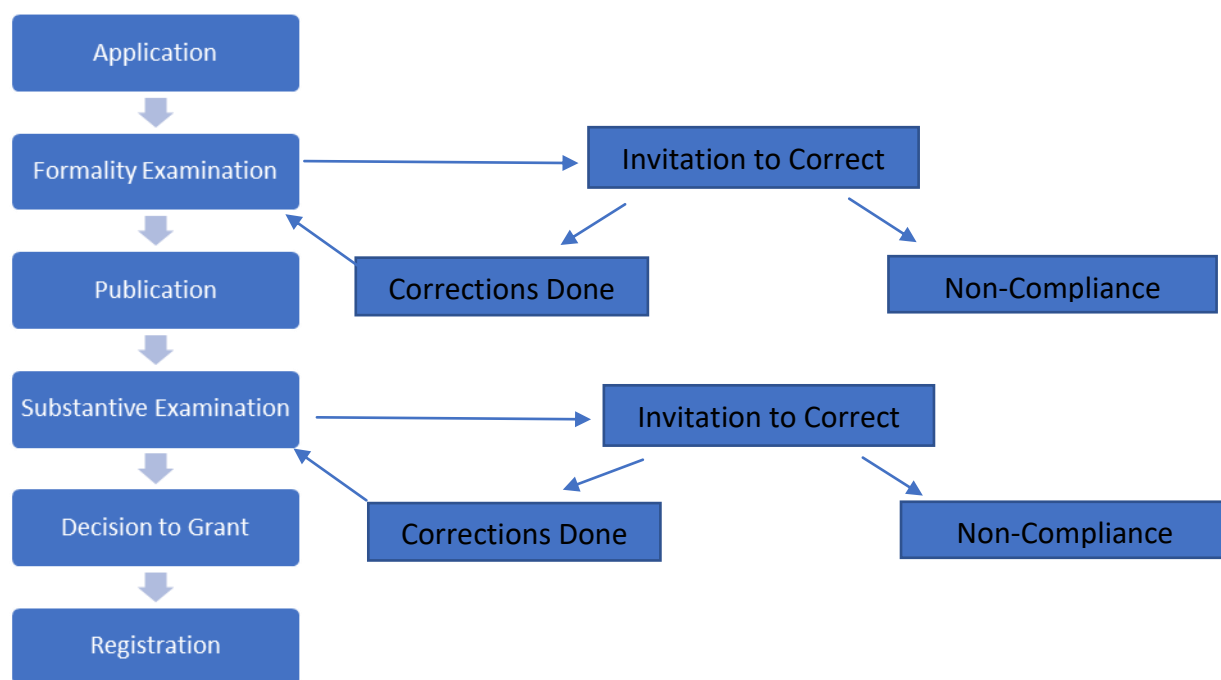 Application
Formality Examination
Invitation to Correct
Corrections Done
Non-Compliance
Publication
Substantive Examination
Invitation to Correct
Corrections Done
Non-Compliance
Decision to Grant
Registration